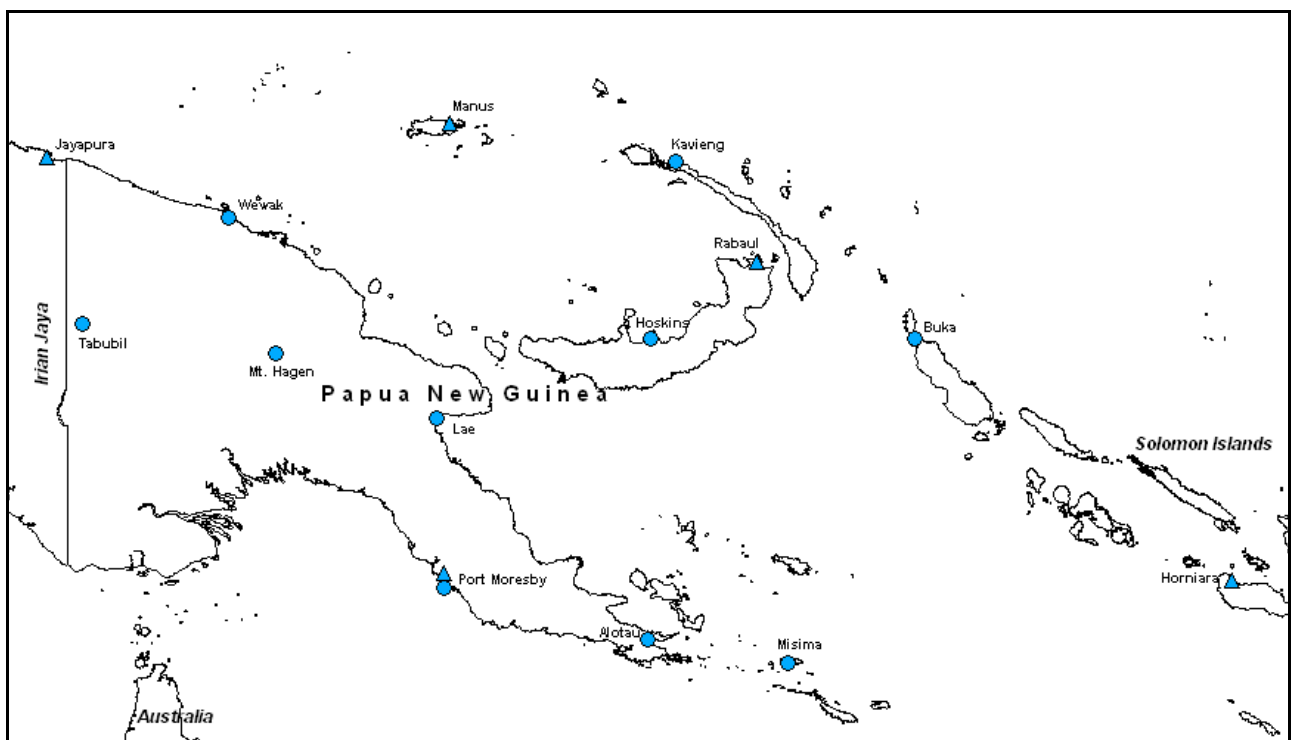 Manus
Jayapura
Kavieng
Wewak
Rabaul
Irian Jaya
Tabubil
Hoskins
Buka
Mt. Hagen
Papua New Guinea
Lae
Solomon Islands
Port Moresby
Horniara
Alotau
Misima
Australia